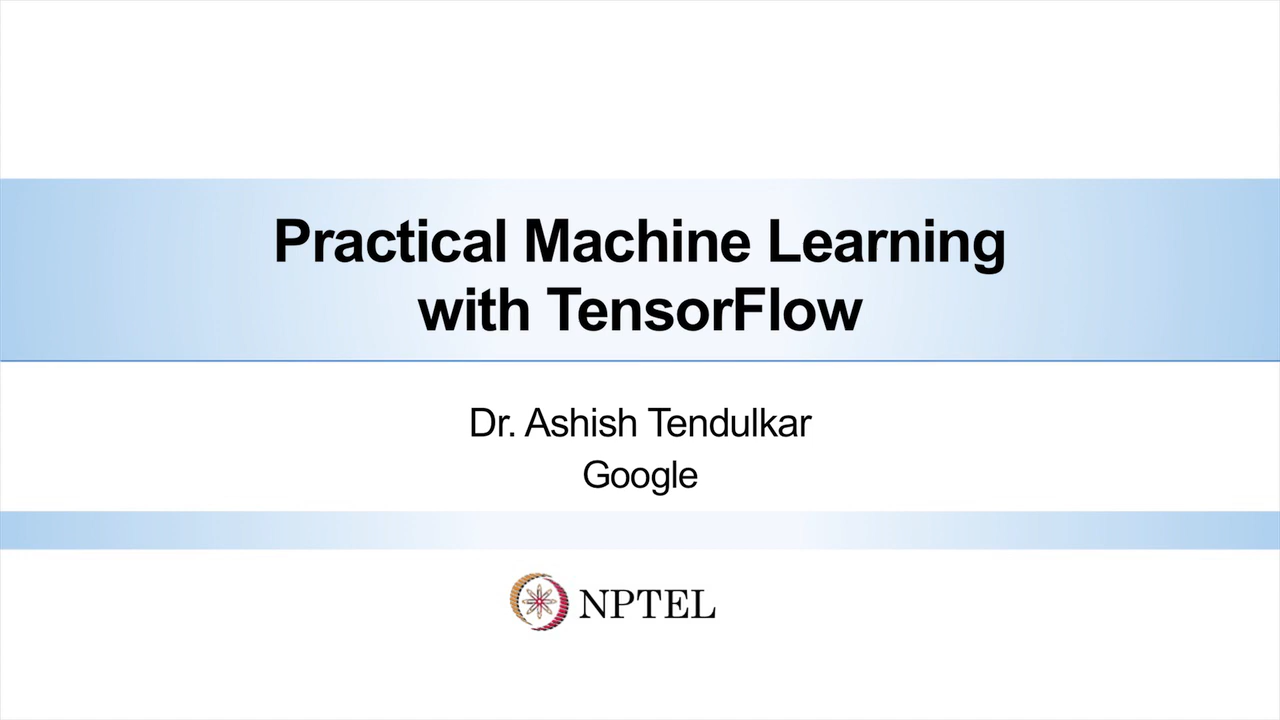 Practical Machine Learning
with TensorFlow
Dr. Ashish Tendulkar
Google
NPTEL